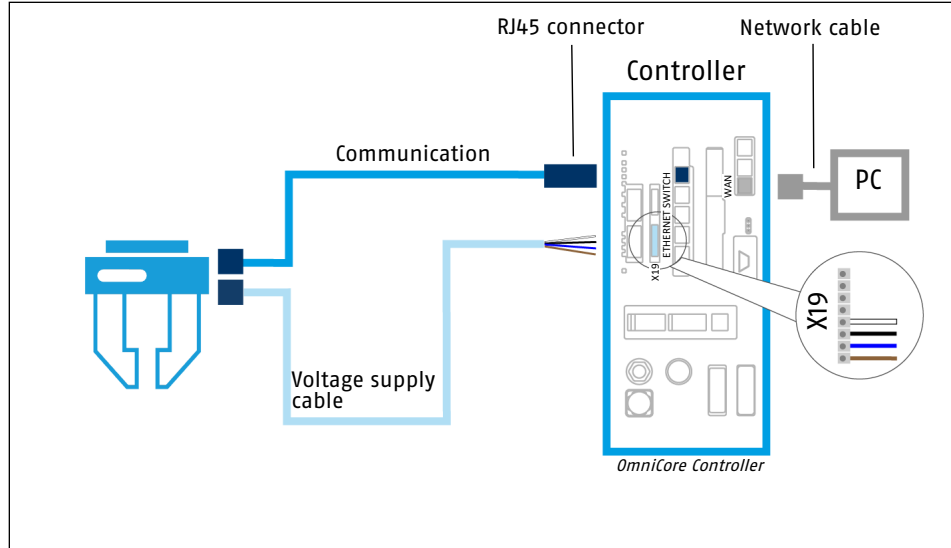 RJ45 connector
Network cable
Controller
Communication
PC
WAN
ETHERNET SWITCH
X19
X19
Voltage supply
cable
OmniCore Controller